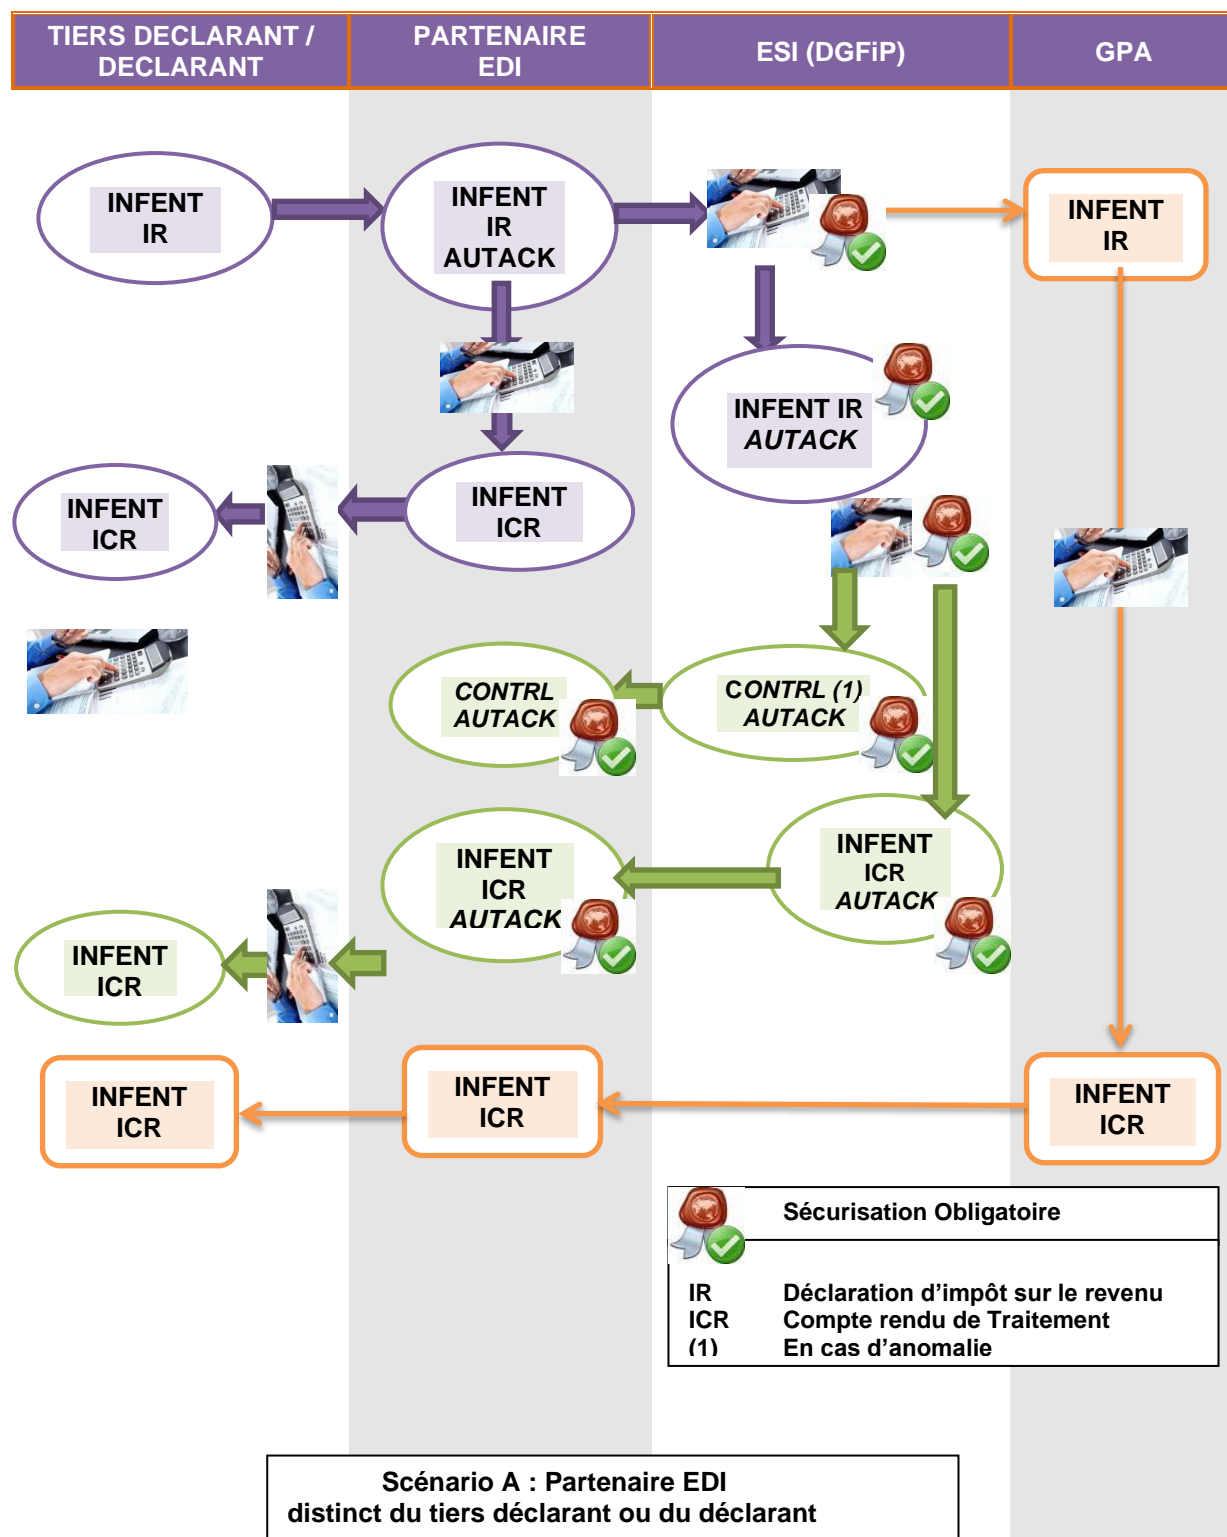 TIERS DECLARANT /
DECLARANT
PARTENAIRE
EDI
ESI (DGFiP)
GPA
INFENT
IR
INFENT
IR
AUTACK
INFENT
IR
INFENT IR
AUTACK
INFENT
ICR
INFENT
ICR
CONTRL
AUTACK
CONTRL (1)
AUTACK
INFENT
ICR
AUTACK
INFENT
ICR
AUTACK
INFENT
ICR
INFENT
ICR
INFENT
ICR
INFENT
ICR
Sécurisation Obligatoire
IR Déclaration d’impôt sur le revenu
ICR Compte rendu de Traitement
(1) En cas d’anomalie
Scénario A : Partenaire EDI
distinct du tiers déclarant ou du déclarant